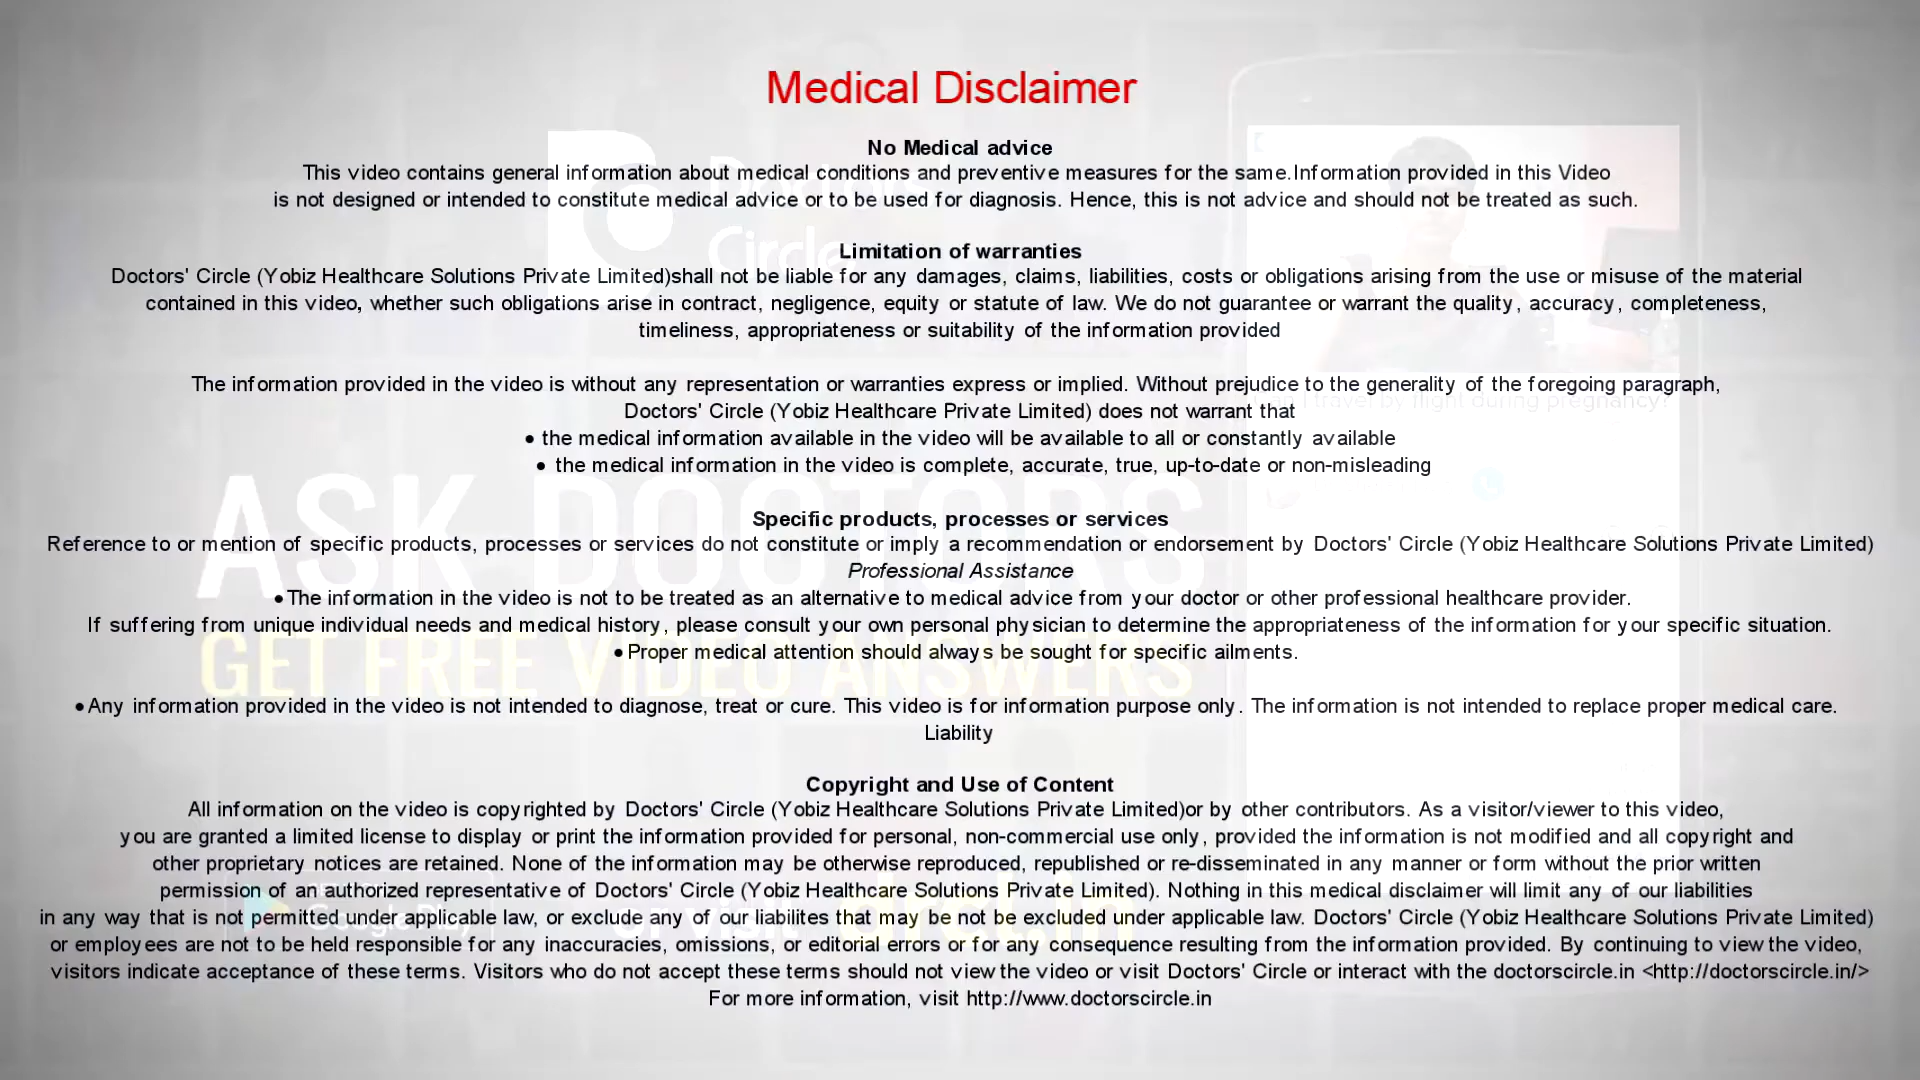 Medical Disclaimer
No Medical advice
This video contains general information about medical conditions and preventive measures for the same.Information provided in this Video
is not designed or intended to constitute medical advice or to be used for diagnosis. Hence, this is not advice and should not be treated as such.
Doctors
Circle
Limitation of warranties
Doctors' Circle (Yobiz Healthcare Solutions Private Limited)shall not be liable for any damages, claims, liabilities, costs or obligations arising from the use or misuse of the material
contained in this video, whether such obligations arise in contract, negligence, equity or statute of law. We do not guarantee or warrant the quality, accuracy, completeness,
timeliness, appropriateness or suitability of the information provided
The information provided in the video is without any representation or warranties express or implied. Without prejudice to the generality of the foregoing paragraph,
Can I travel by flight during pregnancy?
Doctors' Circle (Yobiz Healthcare Private Limited) does not warrant that
• the medical information available in the video will be available to all or constantly available
• the medical information in the video is complete, accurate, true, up-to-date or non-misleading
ASK DOCTORS
Specific products, processes or services
Reference to or mention of specific products, processes or services do not constitute or imply a recommendation or endorsement by Doctors' Circle (Yobiz Healthcare Solutions Private Limited)
Professional Assistance
•The information in the video is not to be treated as an alternative to medical advice from your doctor or other professional healthcare provider.
If suffering from unique individual needs and medical history, please consult your own personal physician to determine the appropriateness of the information for your specific situation.
•Proper medical attention should always be sought for specific ailments.
GET FREE VIDEO ANSWERS
•Any information provided in the video is not intended to diagnose, treat or cure. This video is for information purpose only. The information is not intended to replace proper medical care.
Liability
Copyright and Use of Content
All information on the video is copyrighted by Doctors' Circle (Yobiz Healthcare Solutions Private Limited)or by other contributors. As a visitor/viewer to this video,
you are granted a limited license to display or print the information provided for personal, non-commercial use only, provided the information is not modified and all copyright and
other proprietary notices are retained. None of the information may be otherwise reproduced, republished or re-disseminated in any manner or form without the prior written
permission of an authorized representative of Doctors' Circle (Yobiz Healthcare Solutions Private Limited). Nothing in this medical disclaimer will limit any of our liabilities
Google Play
or visit drct.in
in any way that is not permitted under applicable law, or exclude any of our liabilites that may be not be excluded under applicable law. Doctors' Circle (Yobiz Healthcare Solutions Private Limited)
or employees are not to be held responsible for any inaccuracies, omissions, or editorial errors or for any consequence resulting from the information provided. By continuing to view the video,
visitors indicate acceptance of these terms. Visitors who do not accept these terms should not view the video or visit Doctors' Circle or interact with the doctorscircle.in <http://doctorscircle.in/>
For more information, visit http://www.doctorscircle.in